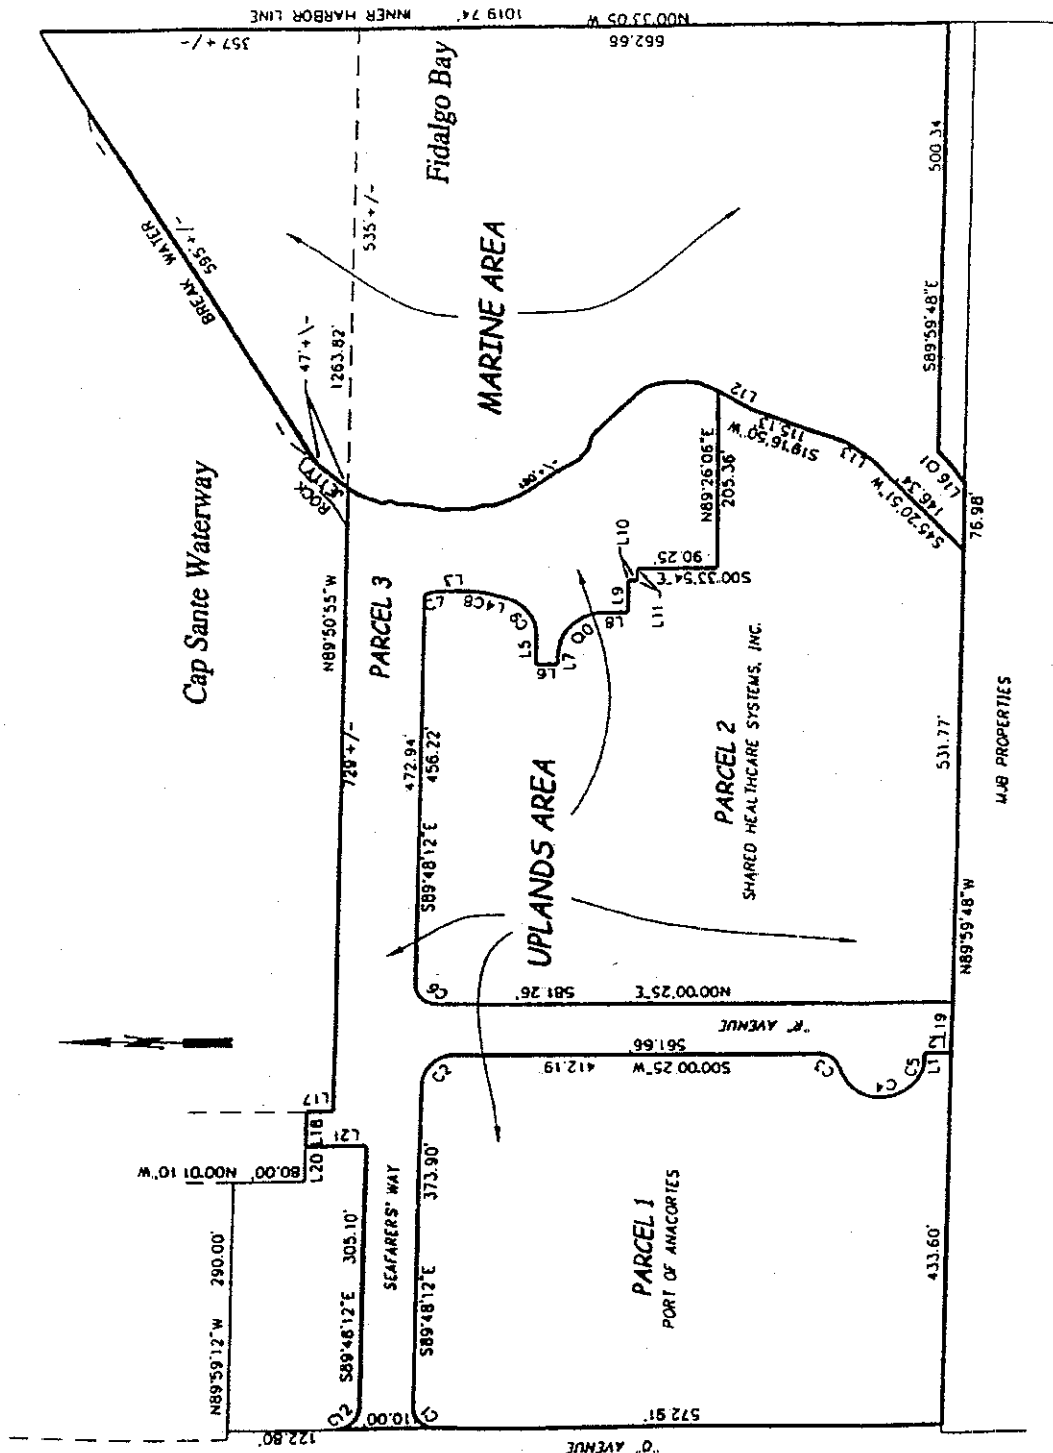 INNER HARBOR LINE
1019.74'
N00'33'05 W
357'+/-
662.66
BREAK WATER
595'+/-
Fidalgo Bay
535'+/-
MARINE AREA
500.34
S89'59'48"E
47'+/-
1263.82'
ROCK
JETTY
Cap Sante Waterway
N89'50'55"W
729'+/-
PARCEL 3
L12
S19'16'50"W
115.13'
L13
S45'20'51"W
146.34'
L16
76.98'
N89'26'06"E
205.36'
90.25'
S00'33'54"E
L10
L11
L9
L8
L7
L6
L5
C9
L4
C8
L3
472.94'
456.22'
S89'48'12"E
UPLANDS AREA
PARCEL 2
SHARED HEALTHCARE SYSTEMS, INC.
531.77'
N89'59'48"W
MJB PROPERTIES
C6
581.26'
N00'00'25"E
"R" AVENUE
561.66'
412.19'
S00'00'25"W
C2
C3
C4
C5
L1
L19
L17
L18
L21
L20
80.00'
N00'01'10"W
SEAFARERS' WAY
373.90'
S89'48'12"E
305.10'
S89'48'12"E
290.00'
N89'59'12"W
PARCEL 1
PORT OF ANACORTES
433.60'
C12
C1
122.80'
572.91'
"Q" AVENUE